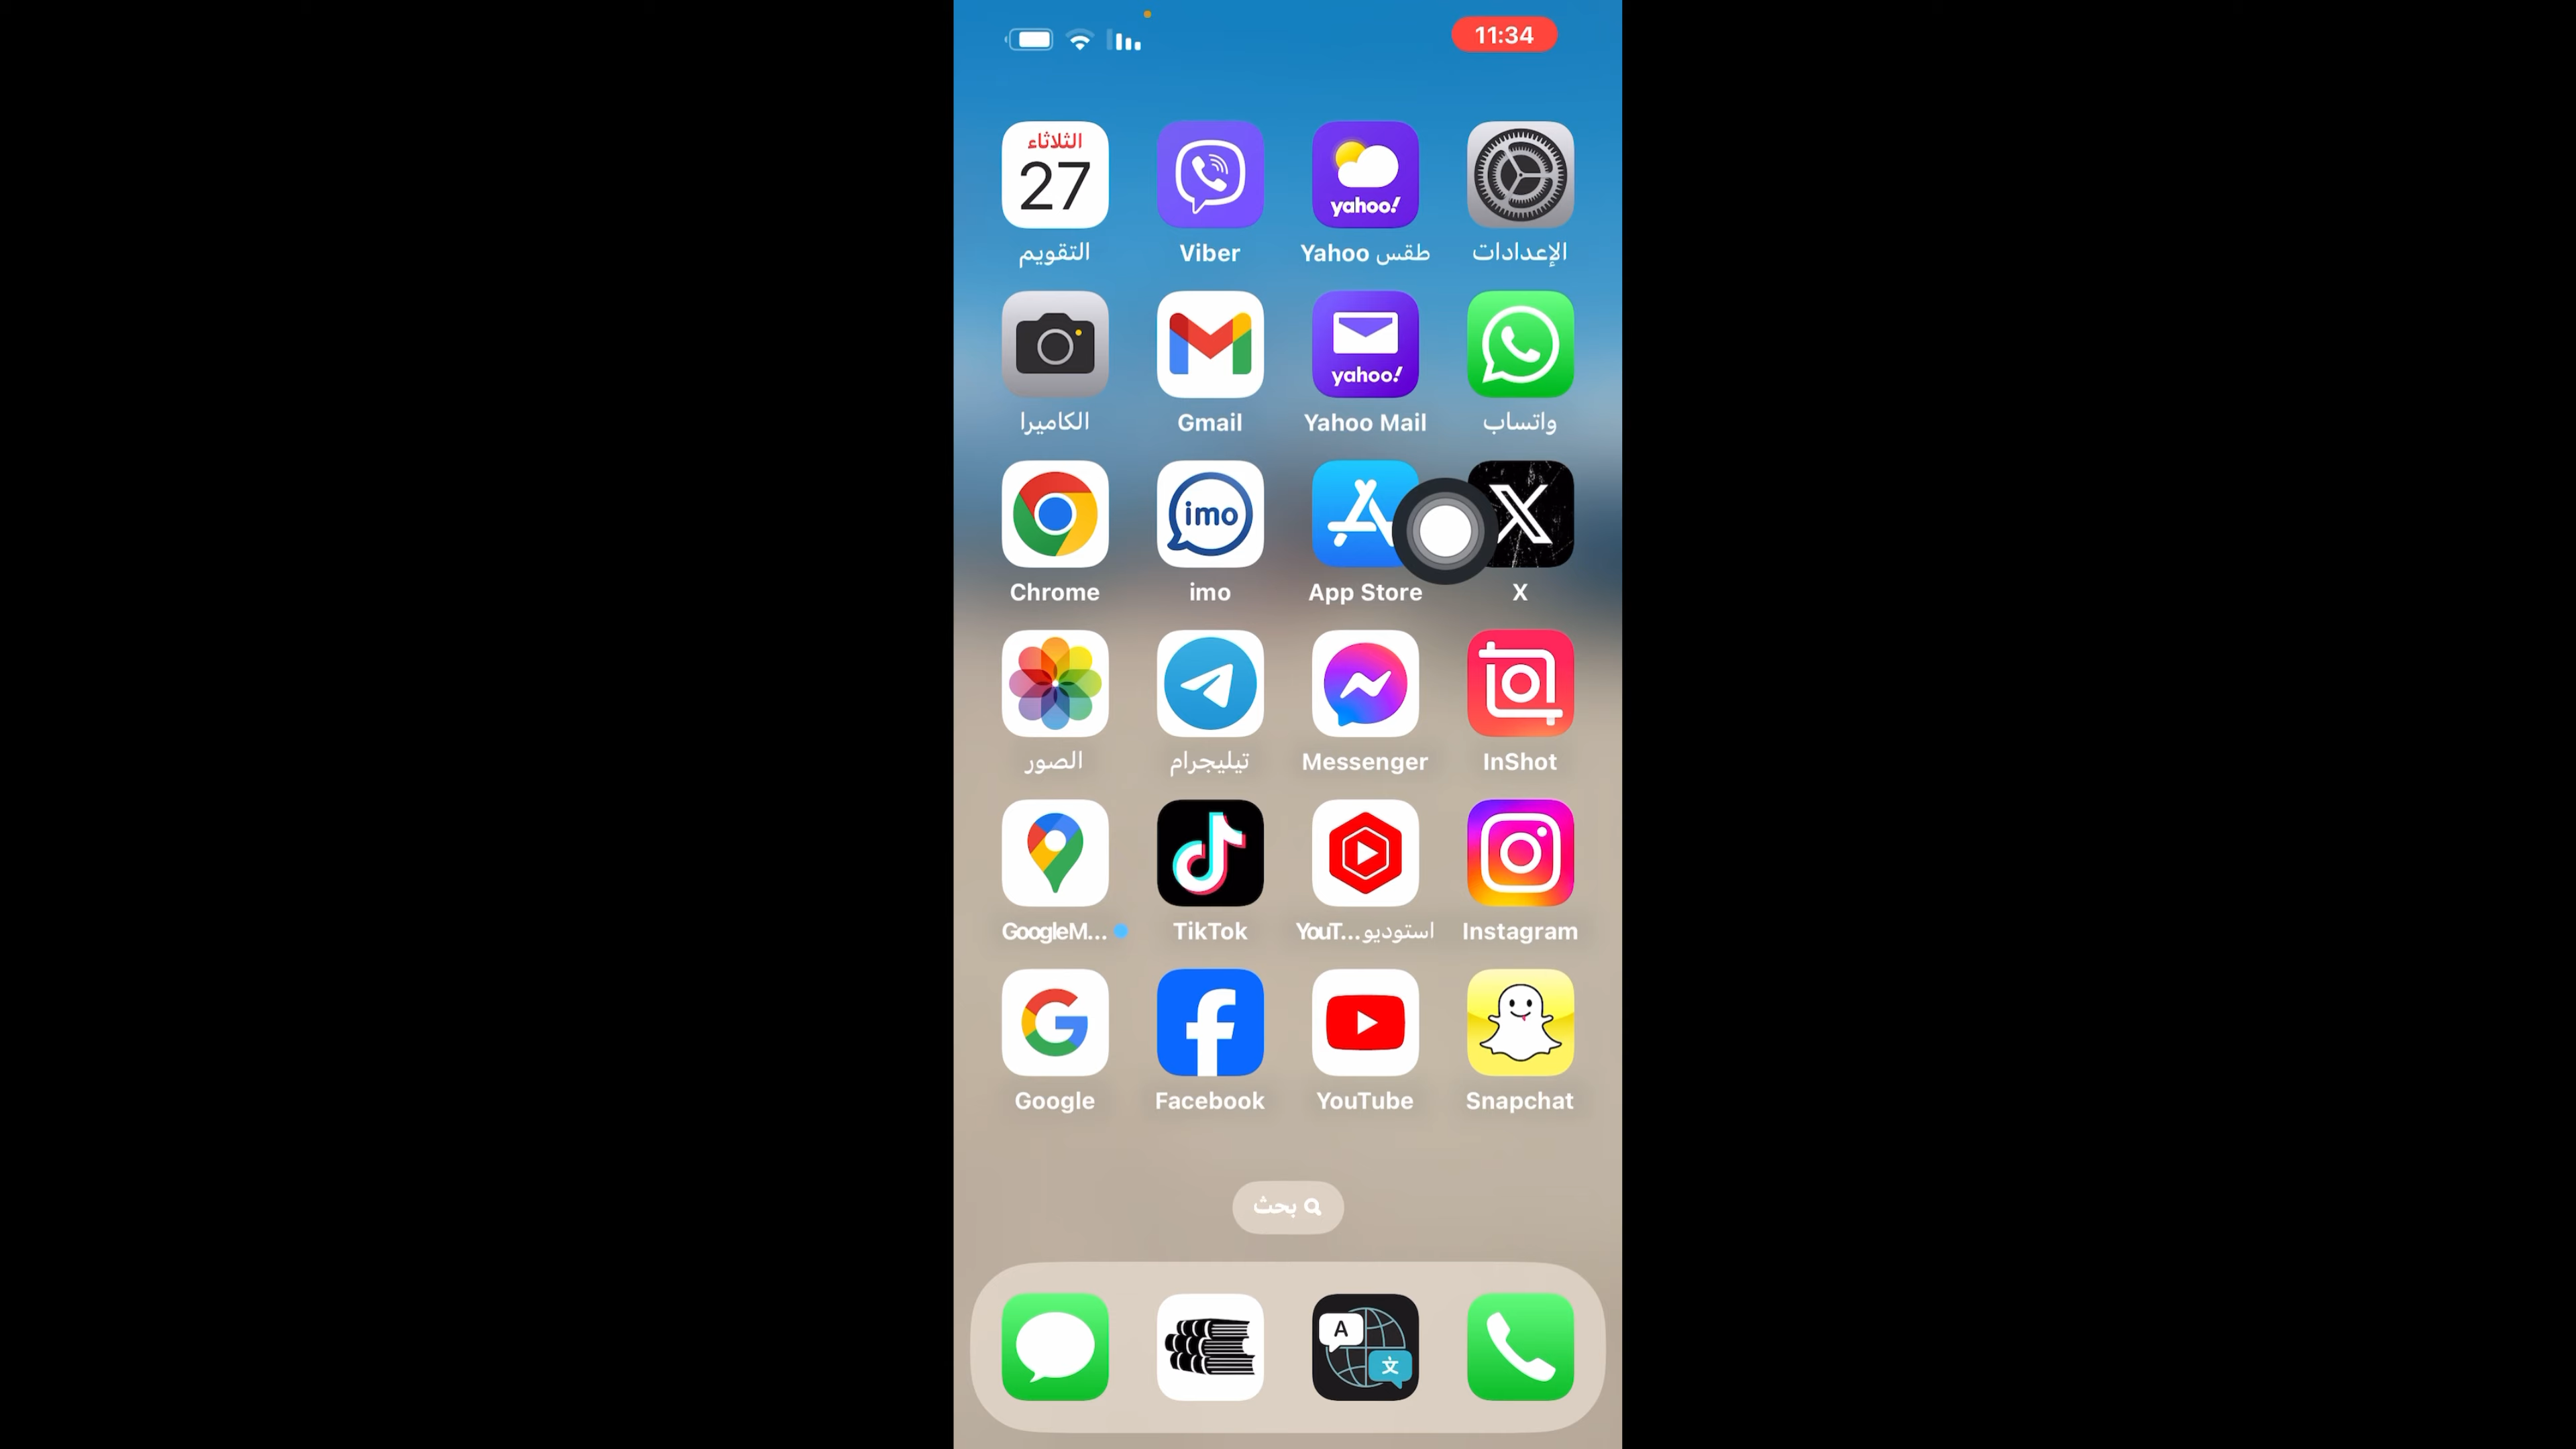 11:34
الثلاثاء
27
yahoo!
التقويم
Viber
طقس Yahoo
الإعدادات
yahoo!
الكاميرا
Gmail
Yahoo Mail
واتساب
imo
Chrome
imo
App Store
X
الصور
تيليجرام
Messenger
InShot
GoogleM...
TikTok
استوديو YouT...
Instagram
Google
Facebook
YouTube
Snapchat
بحث
A
文